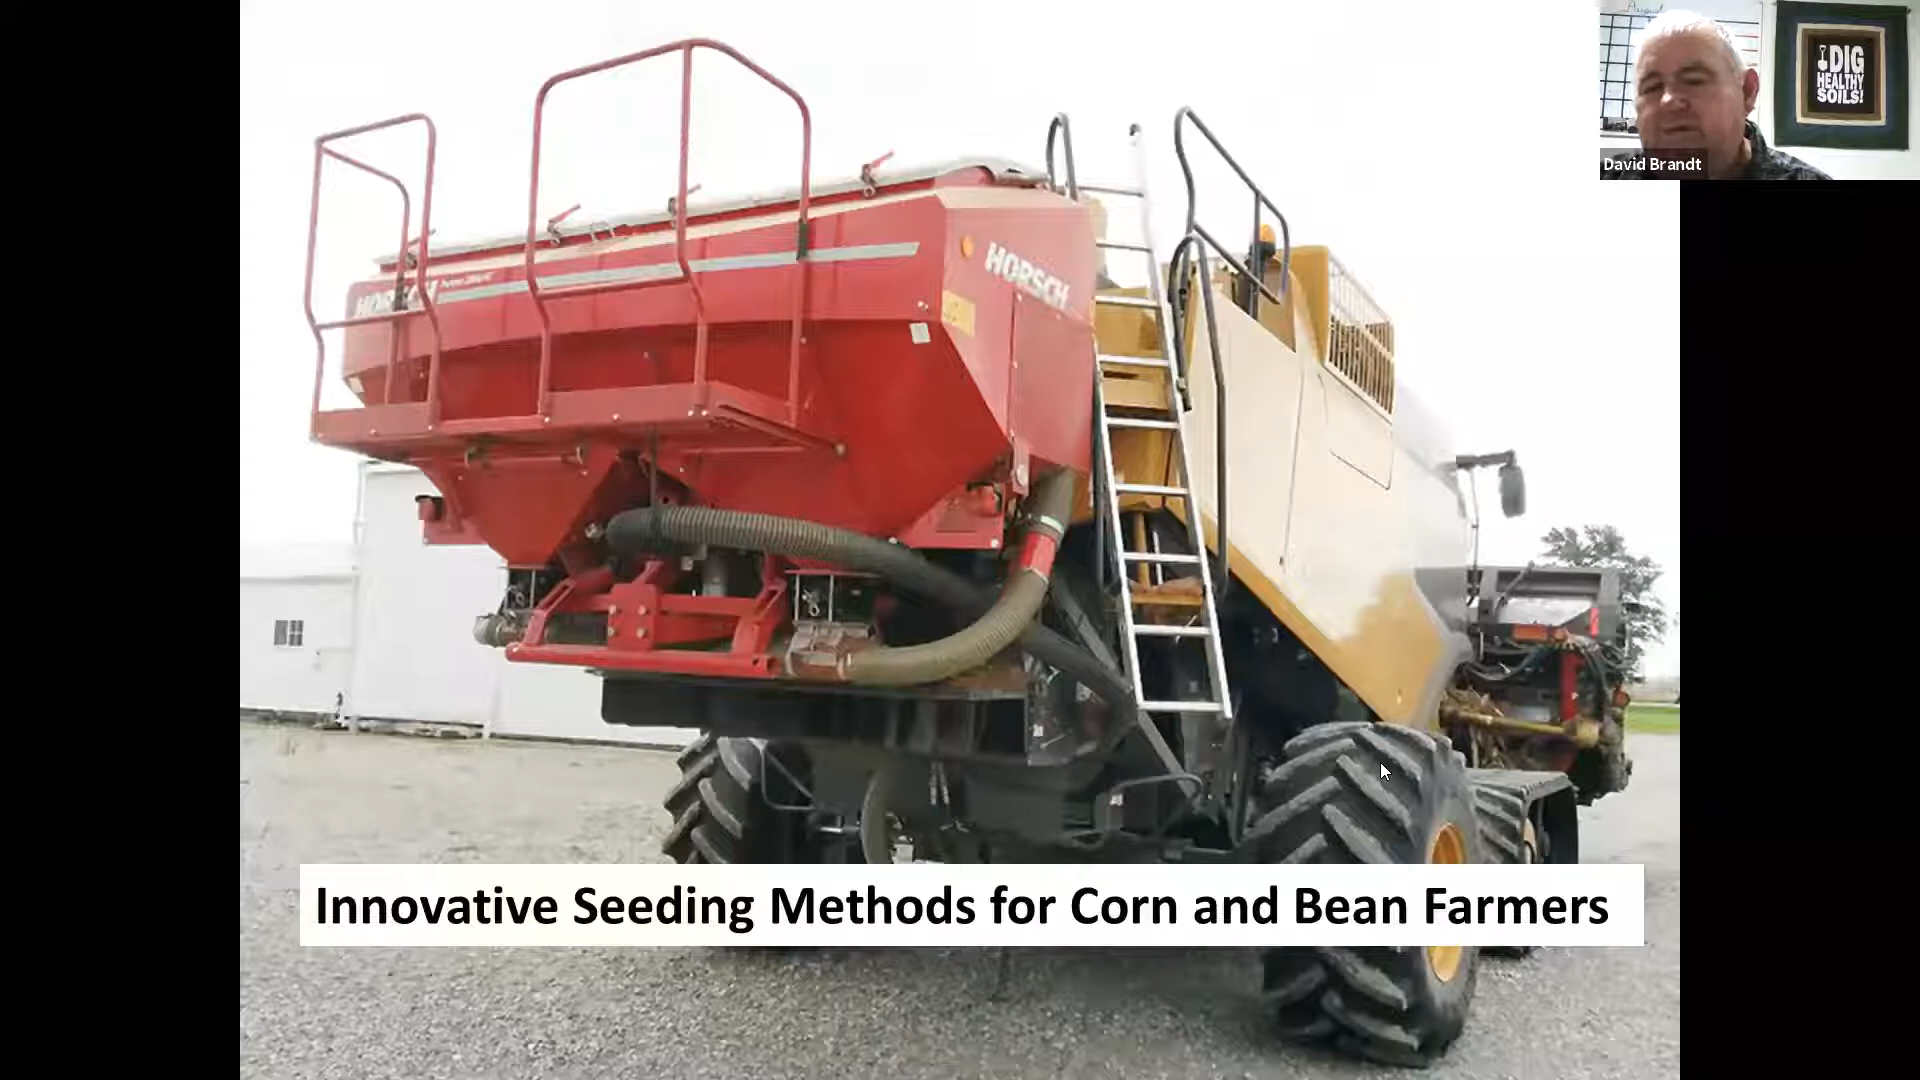 DIG
HEALTHY
SOILS!
David Brandt
HORSCH
HORSCH
Innovative Seeding Methods for Corn and Bean Farmers